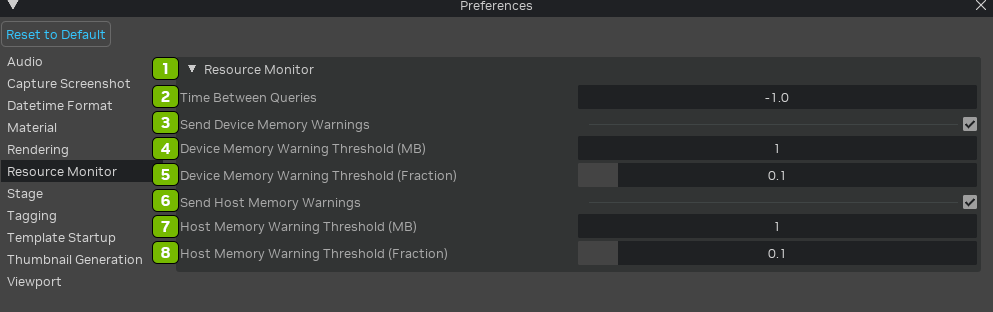 Preferences
Reset to Default
Audio
Capture Screenshot
Datetime Format
Material
Rendering
Resource Monitor
Stage
Tagging
Template Startup
Thumbnail Generation
Viewport
1 Resource Monitor
2 Time Between Queries -1.0
3 Send Device Memory Warnings
4 Device Memory Warning Threshold (MB) 1
5 Device Memory Warning Threshold (Fraction) 0.1
6 Send Host Memory Warnings
7 Host Memory Warning Threshold (MB) 1
8 Host Memory Warning Threshold (Fraction) 0.1